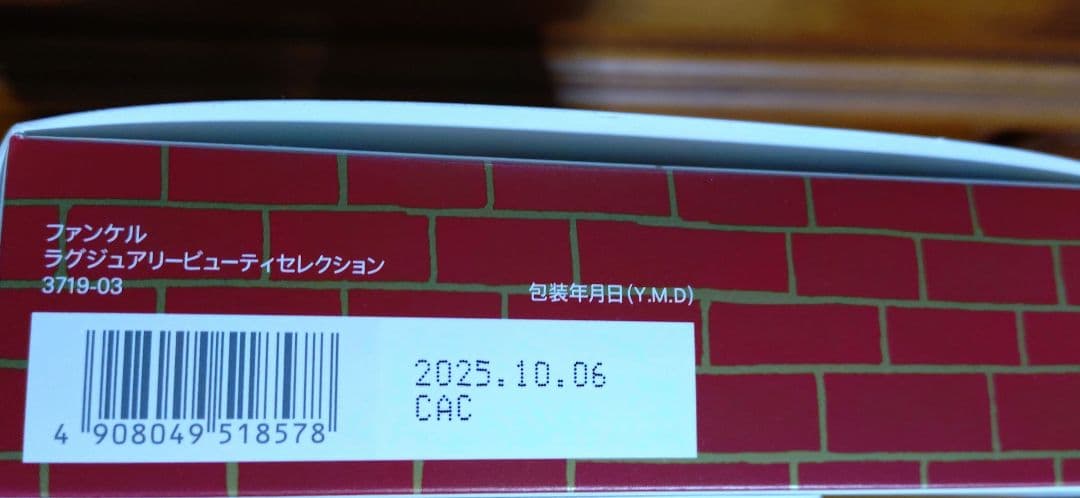 ファンケル
ラグジュアリービューティセレクション
3719-03
包装年月日(Y.M.D)
2025.10.06
CAC
4 908049 518578